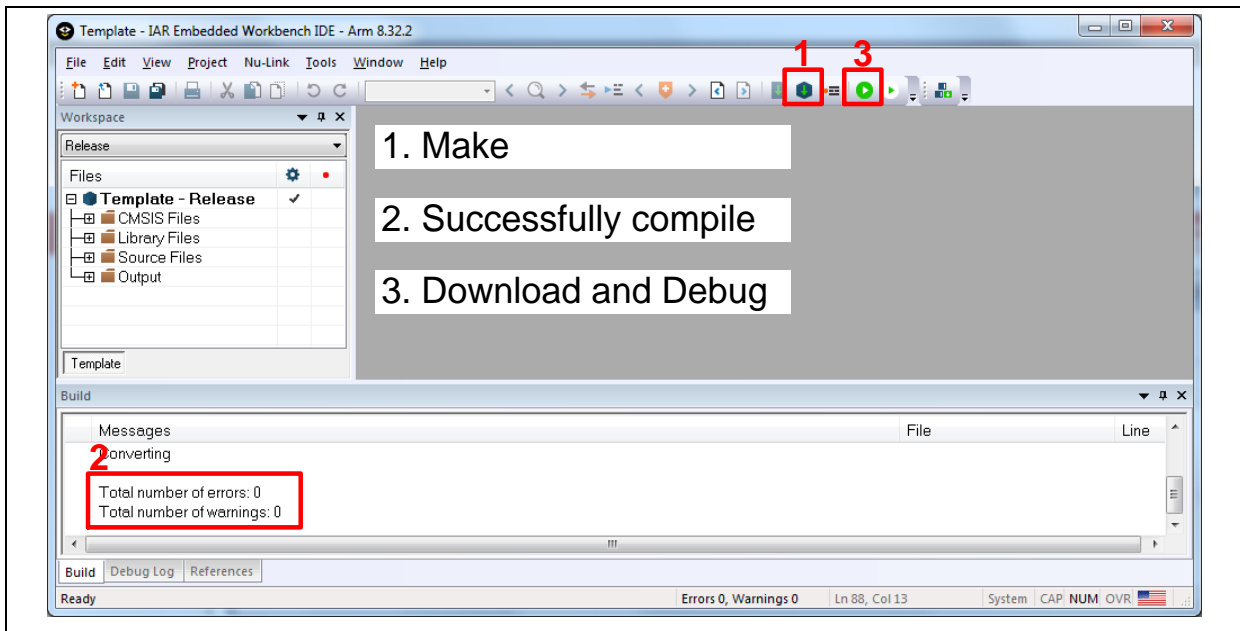 Template - IAR Embedded Workbench IDE - Arm 8.32.2
File Edit View Project Nu-Link Tools Window Help
1 3
Workspace
Release
Files
Template - Release
CMSIS Files
Library Files
Source Files
Output
Template
1. Make
2. Successfully compile
3. Download and Debug
Build
Messages File Line
Converting
2
Total number of errors: 0
Total number of warnings: 0
Build Debug Log References
Ready Errors 0, Warnings 0 Ln 88, Col 13 System CAP NUM OVR